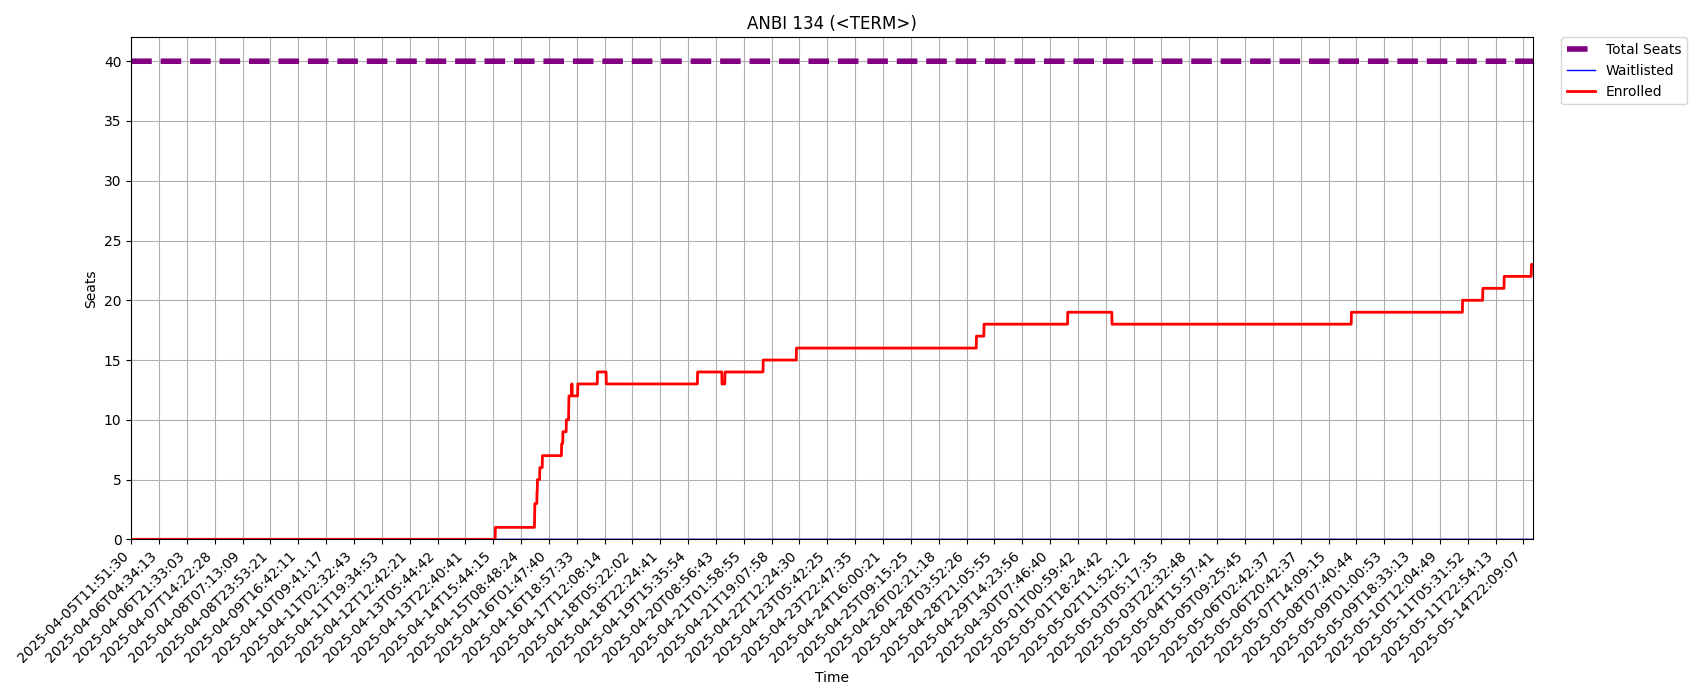 ANBI 134 (<TERM>)
Total Seats
Waitlisted
Enrolled
40
35
30
25
20
15
10
5
0
Seats
2025-04-05T11:51:30
2025-04-06T04:34:13
2025-04-06T21:33:03
2025-04-07T14:22:28
2025-04-08T07:13:09
2025-04-08T23:53:21
2025-04-09T16:42:11
2025-04-10T09:41:17
2025-04-11T02:32:43
2025-04-11T19:34:53
2025-04-12T12:42:21
2025-04-13T05:44:42
2025-04-13T22:40:41
2025-04-14T15:44:15
2025-04-15T08:48:24
2025-04-16T01:47:40
2025-04-16T18:57:33
2025-04-17T12:08:14
2025-04-18T05:22:02
2025-04-18T22:24:41
2025-04-19T15:35:54
2025-04-20T08:56:43
2025-04-21T01:58:55
2025-04-21T19:07:58
2025-04-22T12:24:30
2025-04-23T05:42:25
2025-04-23T22:47:35
2025-04-24T16:00:21
2025-04-25T09:15:25
2025-04-26T02:21:18
2025-04-28T03:52:26
2025-04-28T21:05:55
2025-04-29T14:23:56
2025-04-30T07:46:40
2025-05-01T00:59:42
2025-05-01T18:24:42
2025-05-02T11:52:12
2025-05-03T05:17:35
2025-05-03T22:32:48
2025-05-04T15:57:41
2025-05-05T09:25:45
2025-05-06T02:42:37
2025-05-06T20:42:37
2025-05-07T14:09:15
2025-05-08T07:40:44
2025-05-09T01:00:53
2025-05-09T18:33:13
2025-05-10T12:04:49
2025-05-11T05:31:52
2025-05-11T22:54:13
2025-05-14T22:09:07
Time